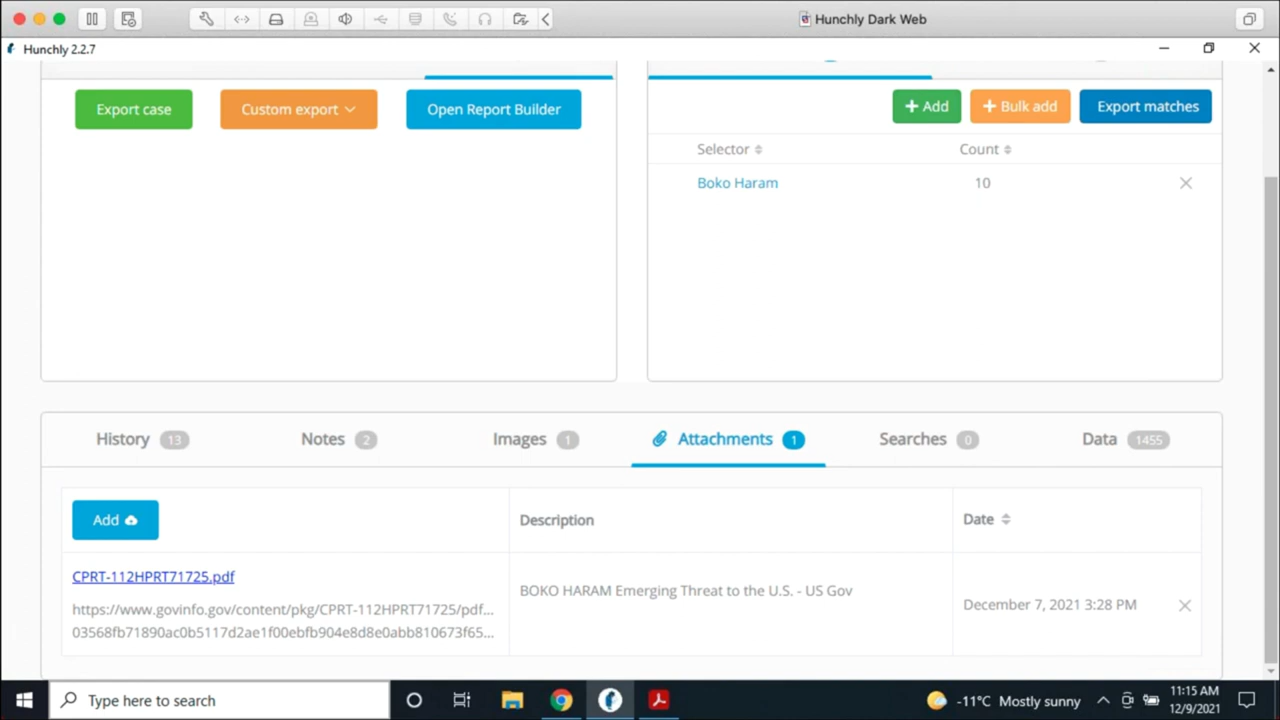 Hunchly Dark Web
Hunchly 2.2.7
Export case
Custom export
Open Report Builder
Add
Bulk add
Export matches
Selector
Count
Boko Haram
10
History 13
Notes 2
Images 1
Attachments 1
Searches 0
Data 1455
Add
Description
Date
CPRT-112HPRT71725.pdf
https://www.govinfo.gov/content/pkg/CPRT-112HPRT71725/pdf...
03568fb71890ac0b5117d2ae1f00ebfb904e8d8e0abb810673f65...
BOKO HARAM Emerging Threat to the U.S. - US Gov
December 7, 2021 3:28 PM
Type here to search
-11°C Mostly sunny
11:15 AM
12/9/2021